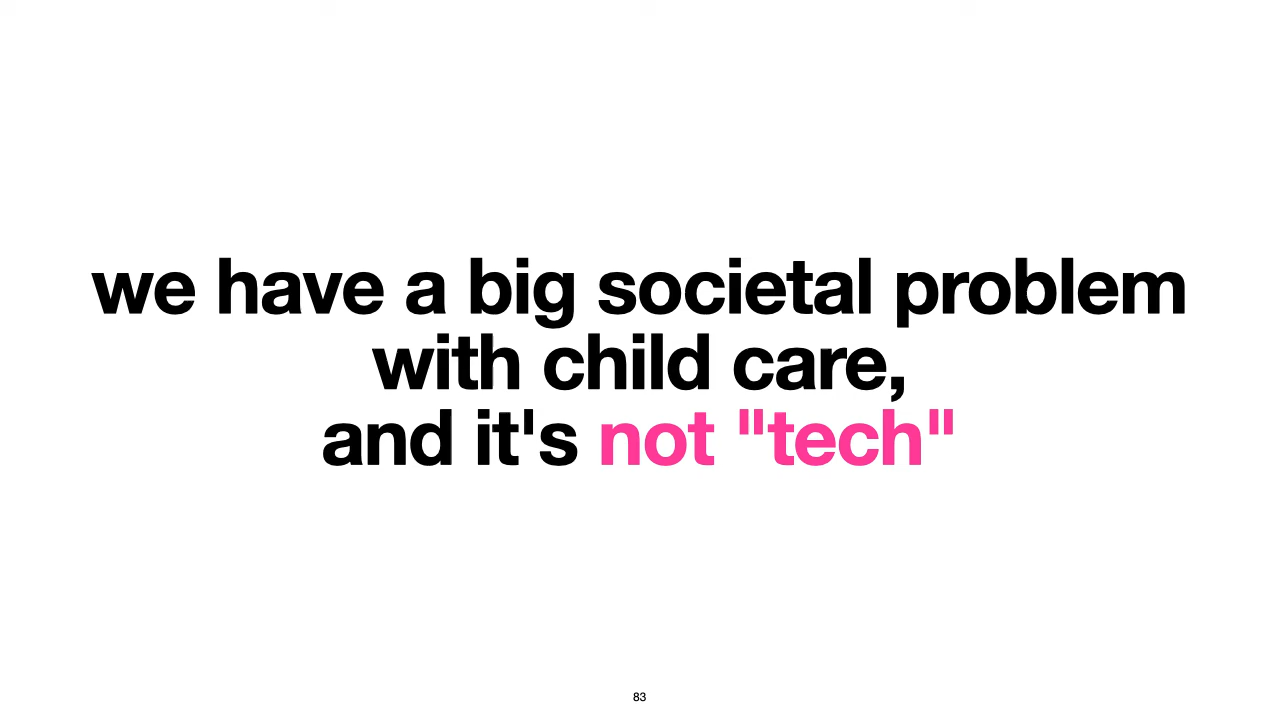 we have a big societal problem
with child care,
and it's not "tech"
83